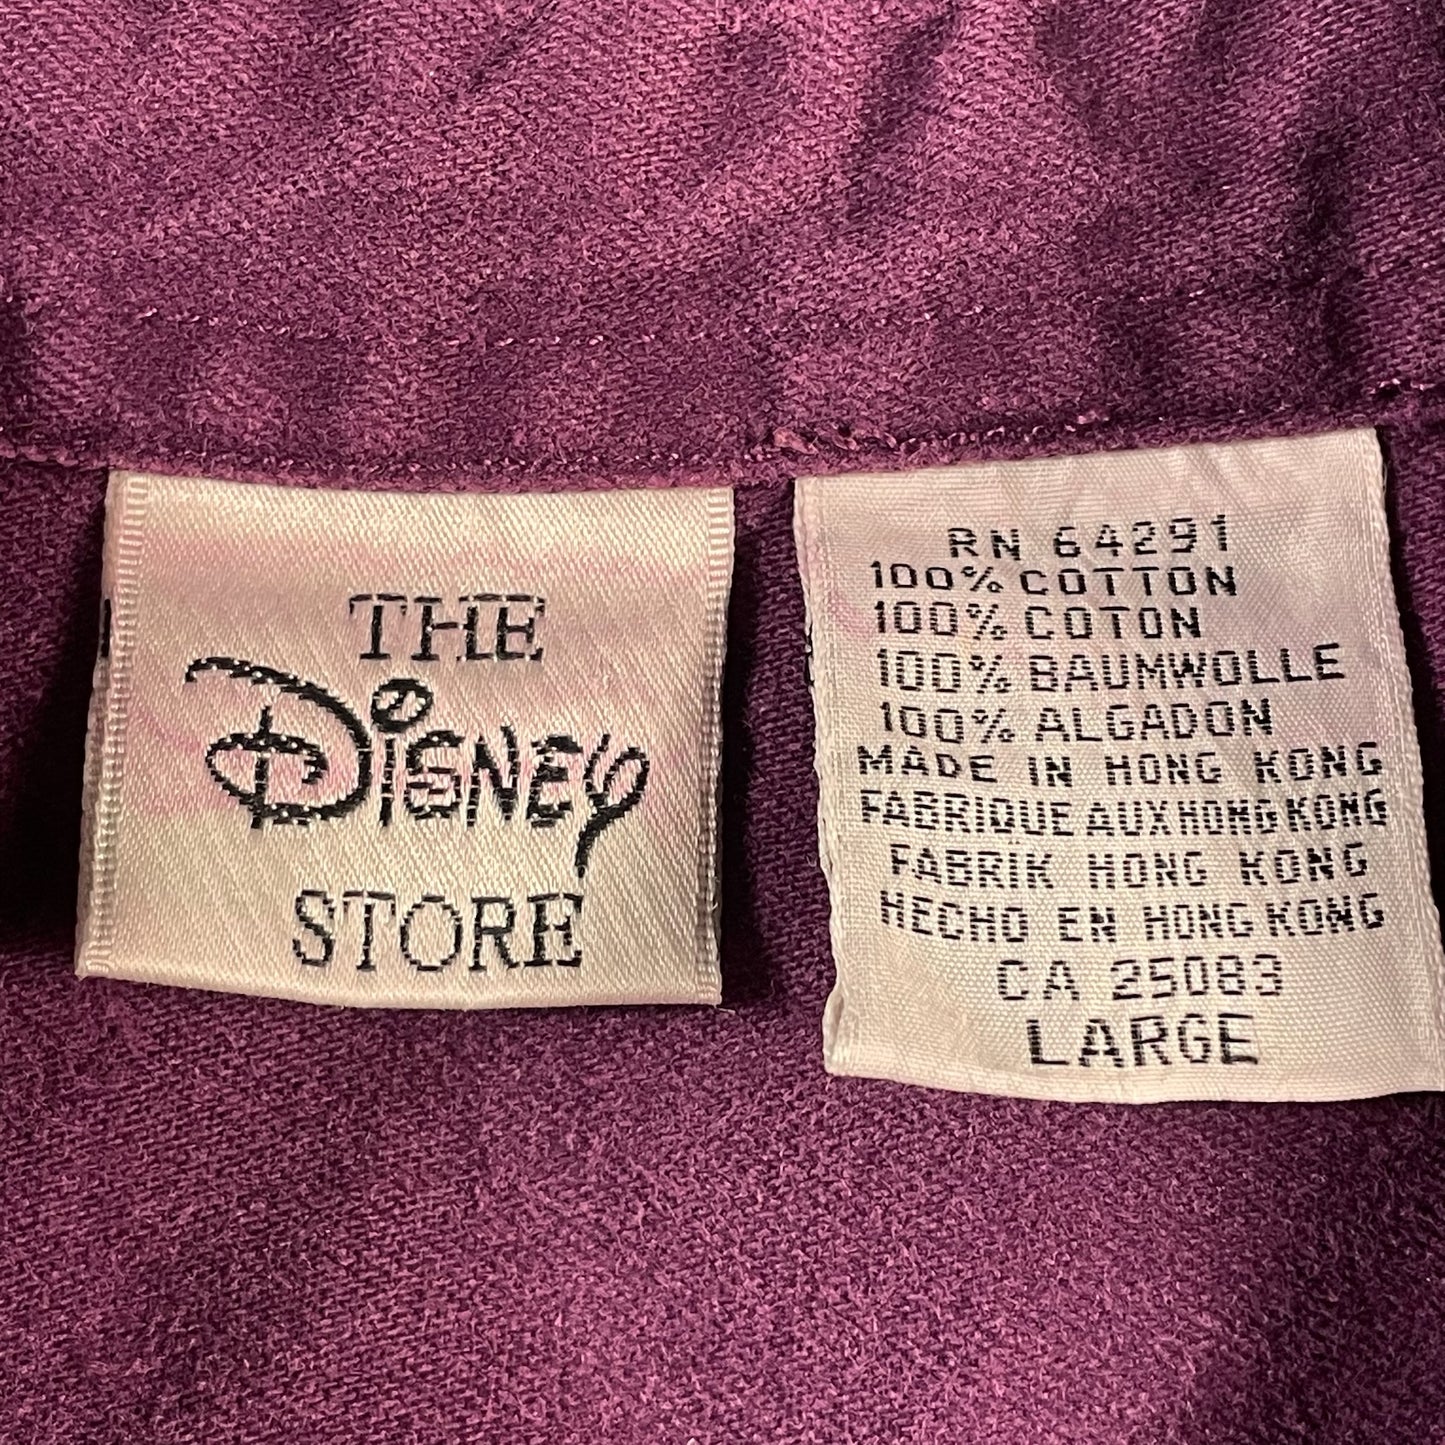 THE
Disney
STORE
RN 64291
100% COTTON
100% COTON
100% BAUMWOLLE
100% ALGADON
MADE IN HONG KONG
FABRIQUE AUX HONG KONG
FABRIK HONG KONG
HECHO EN HONG KONG
CA 25083
LARGE